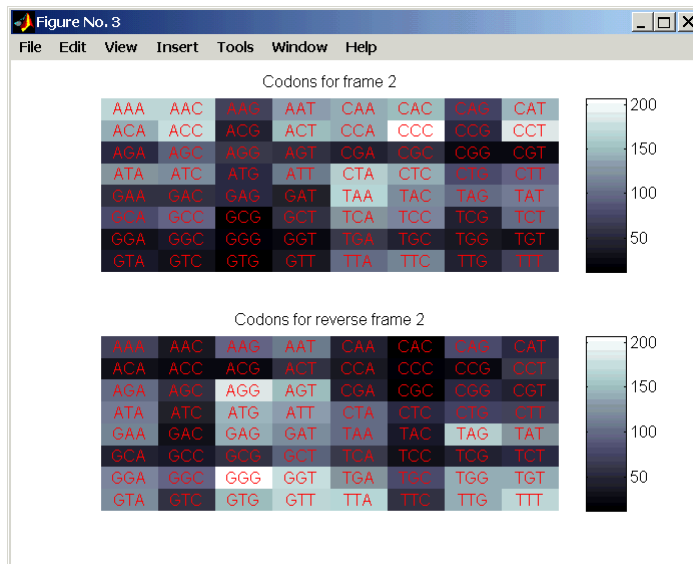 Figure No. 3
File Edit View Insert Tools Window Help
Codons for frame 2
AAA AAC AAG AAT CAA CAC CAG CAT
ACA ACC ACG ACT CCA CCC CCG CCT
AGA AGC AGG AGT CGA CGC CGG CGT
ATA ATC ATG ATT CTA CTC CTG CTT
GAA GAC GAG GAT TAA TAC TAG TAT
GCA GCC GCG GCT TCA TCC TCG TCT
GGA GGC GGG GGT TGA TGC TGG TGT
GTA GTC GTG GTT TTA TTC TTG TTT
200
150
100
50
Codons for reverse frame 2
AAA AAC AAG AAT CAA CAC CAG CAT
ACA ACC ACG ACT CCA CCC CCG CCT
AGA AGC AGG AGT CGA CGC CGG CGT
ATA ATC ATG ATT CTA CTC CTG CTT
GAA GAC GAG GAT TAA TAC TAG TAT
GCA GCC GCG GCT TCA TCC TCG TCT
GGA GGC GGG GGT TGA TGC TGG TGT
GTA GTC GTG GTT TTA TTC TTG TTT
200
150
100
50